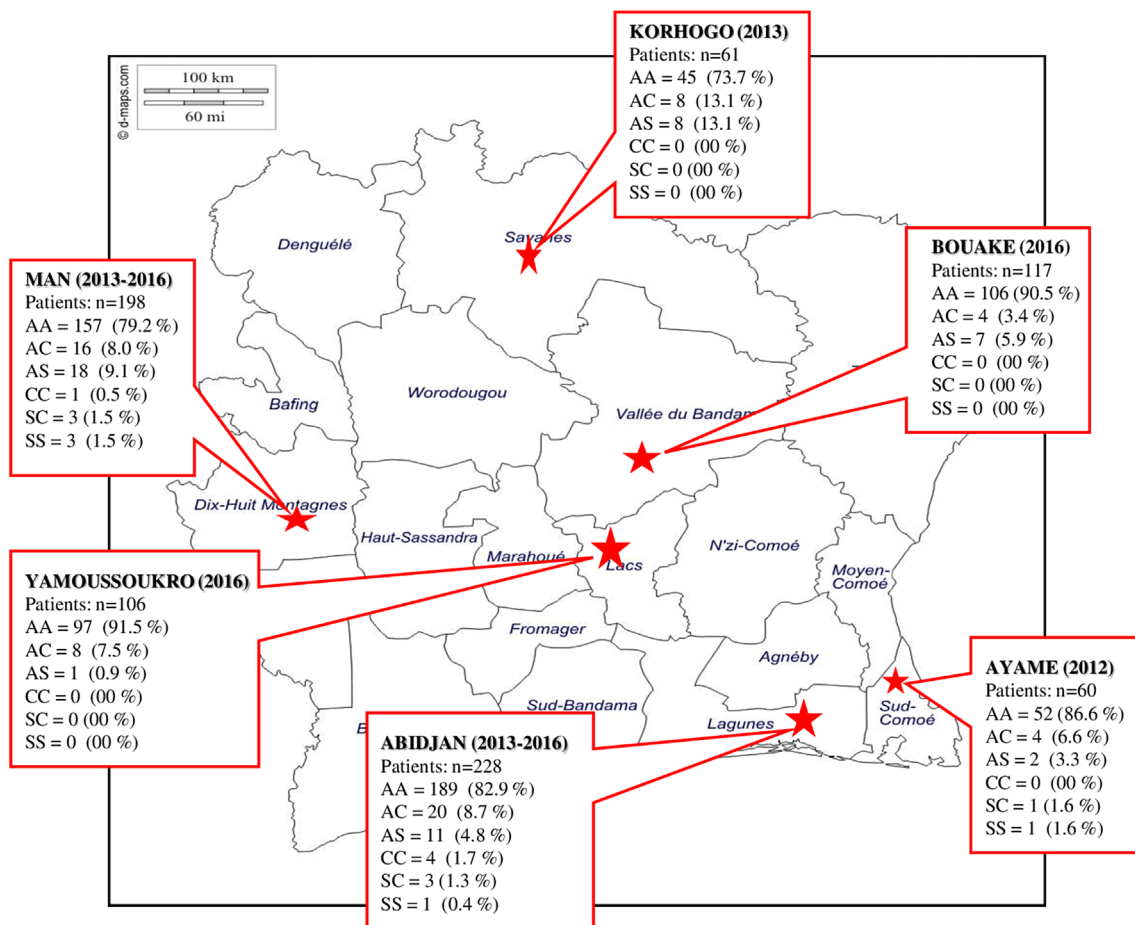 KORHOGO (2013)
Patients: n=61
AA = 45 (73.7 %)
AC = 8 (13.1 %)
AS = 8 (13.1 %)
CC = 0 (00 %)
SC = 0 (00 %)
SS = 0 (00 %)
100 km
60 mi
© d-maps.com
Denguélé
Savanes
BOUAKE (2016)
Patients: n=117
AA = 106 (90.5 %)
AC = 4 (3.4 %)
AS = 7 (5.9 %)
CC = 0 (00 %)
SC = 0 (00 %)
SS = 0 (00 %)
MAN (2013-2016)
Patients: n=198
AA = 157 (79.2 %)
AC = 16 (8.0 %)
AS = 18 (9.1 %)
CC = 1 (0.5 %)
SC = 3 (1.5 %)
SS = 3 (1.5 %)
Bafing
Worodougou
Vallée du Bandam
Dix-Huit Montagnes
Haut-Sassandra
Marahoué
Lacs
N'zi-Comoé
Moyen-
Comoé
YAMOUSSOUKRO (2016)
Patients: n=106
AA = 97 (91.5 %)
AC = 8 (7.5 %)
AS = 1 (0.9 %)
CC = 0 (00 %)
SC = 0 (00 %)
SS = 0 (00 %)
Fromager
Agnéby
Sud-Bandama
Lagunes
Sud-
Comoé
B
AYAME (2012)
Patients: n=60
AA = 52 (86.6 %)
AC = 4 (6.6 %)
AS = 2 (3.3 %)
CC = 0 (00 %)
SC = 1 (1.6 %)
SS = 1 (1.6 %)
ABIDJAN (2013-2016)
Patients: n=228
AA = 189 (82.9 %)
AC = 20 (8.7 %)
AS = 11 (4.8 %)
CC = 4 (1.7 %)
SC = 3 (1.3 %)
SS = 1 (0.4 %)